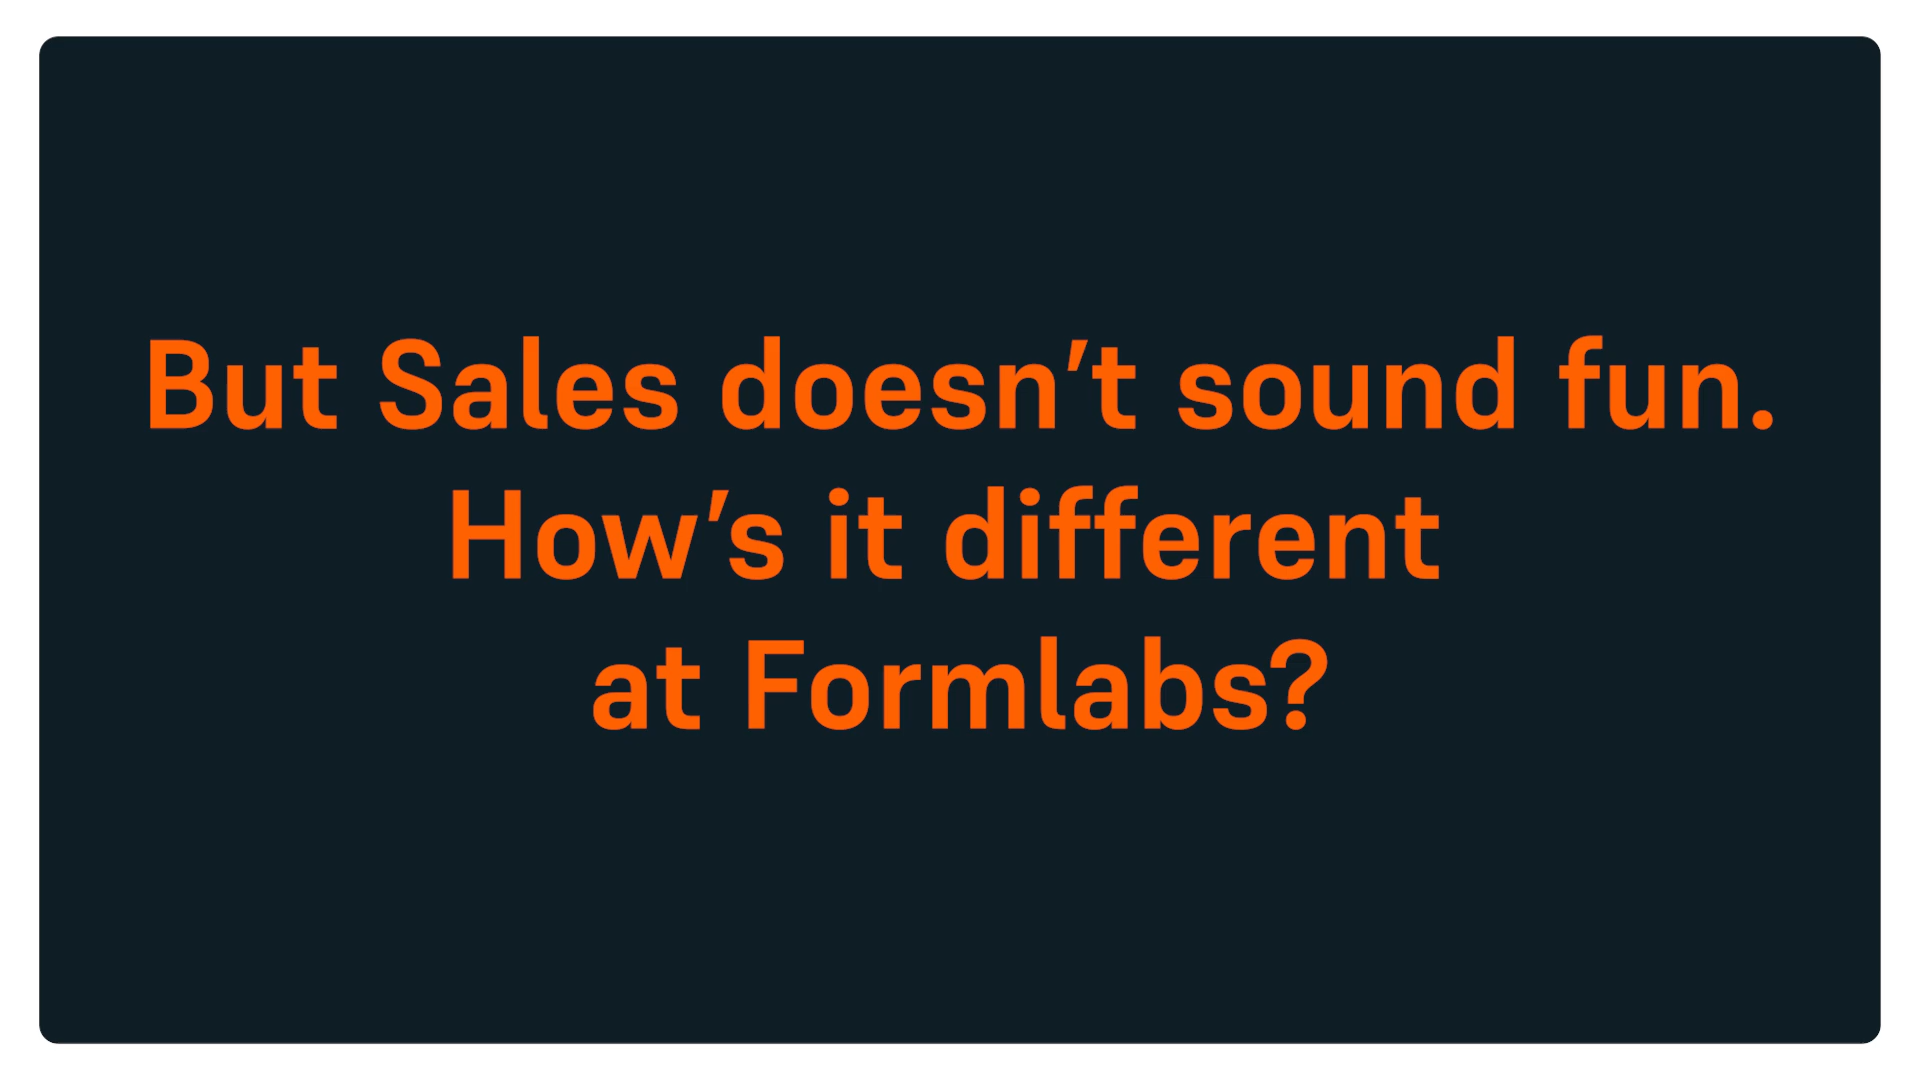 But Sales doesn’t sound fun.
How’s it different
at Formlabs?